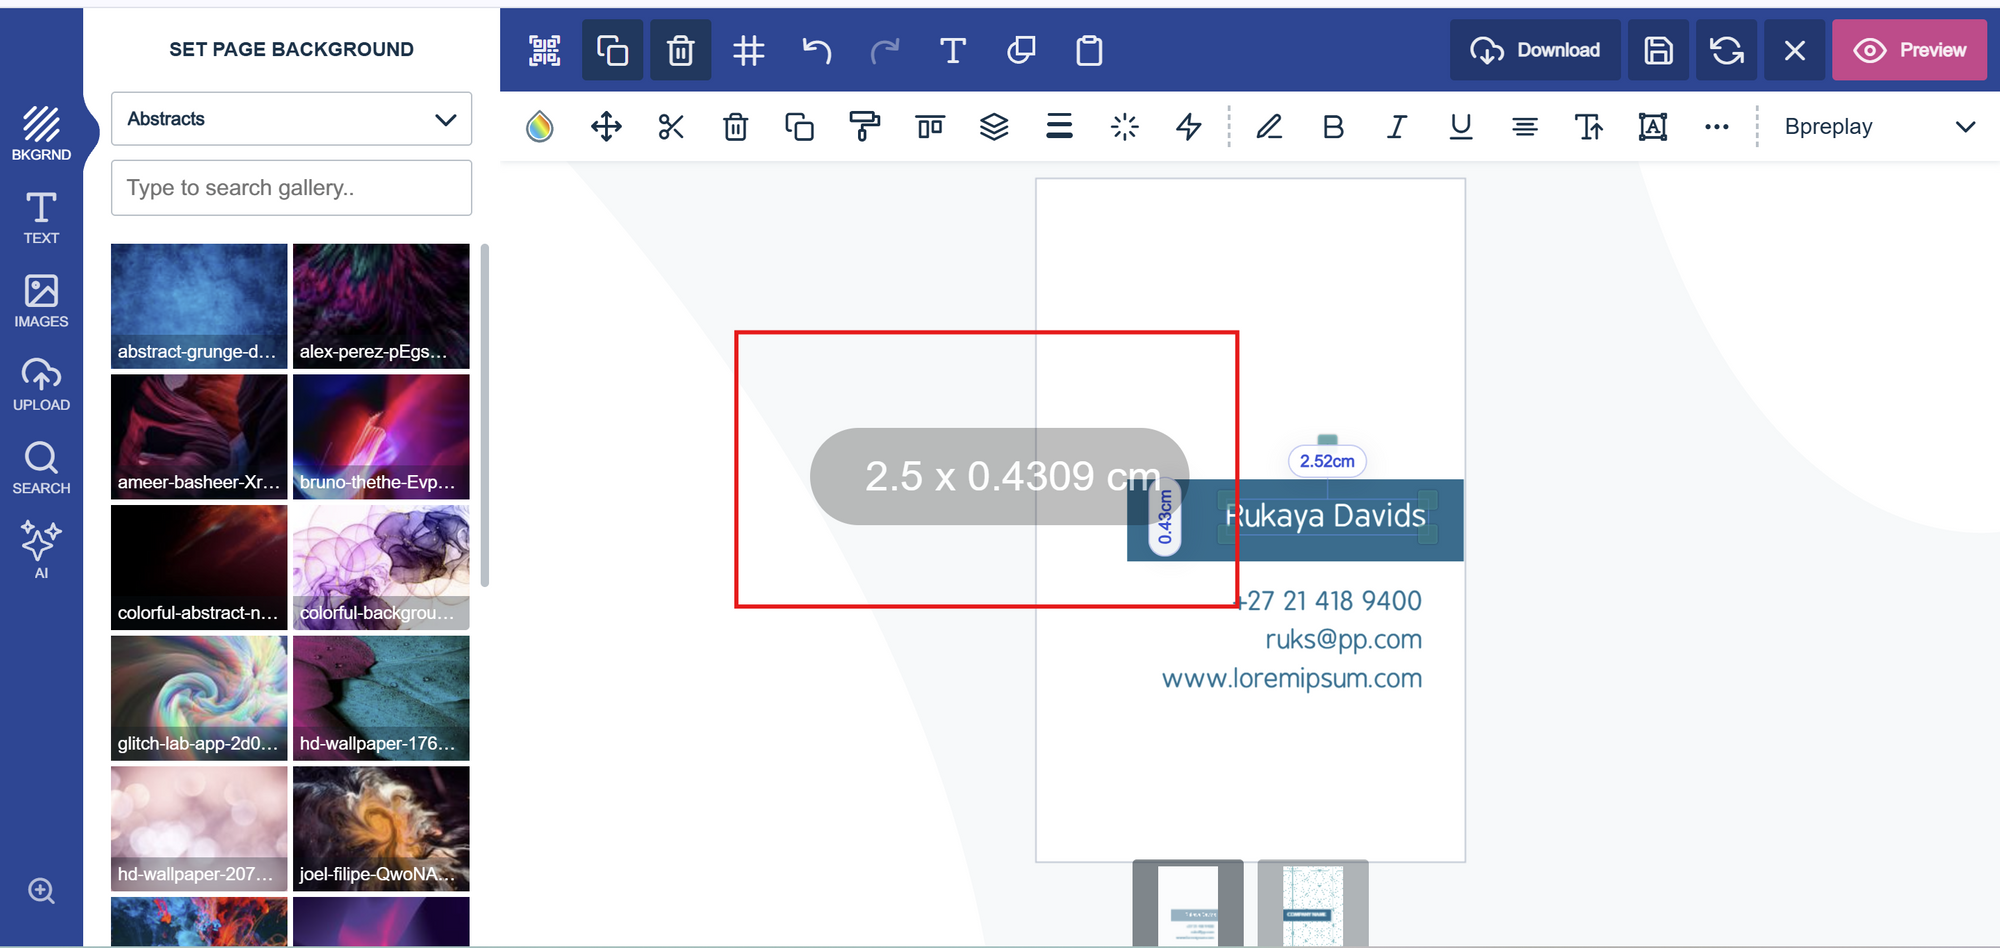 SET PAGE BACKGROUND
Download
Preview
Abstracts
Bpreplay
Type to search gallery..
BKGRND
TEXT
IMAGES
UPLOAD
SEARCH
AI
abstract-grunge-d...
alex-perez-pEgs...
ameer-basheer-Xr...
bruno-thethe-Evp...
colorful-abstract-n...
colorful-backgrou...
glitch-lab-app-2d0...
hd-wallpaper-176...
hd-wallpaper-207...
joel-filipe-QwoNA...
2.5 x 0.4309 cm
2.52cm
0.43cm
Rukaya Davids
+27 21 418 9400
ruks@pp.com
www.loremipsum.com
COMPANY NAME